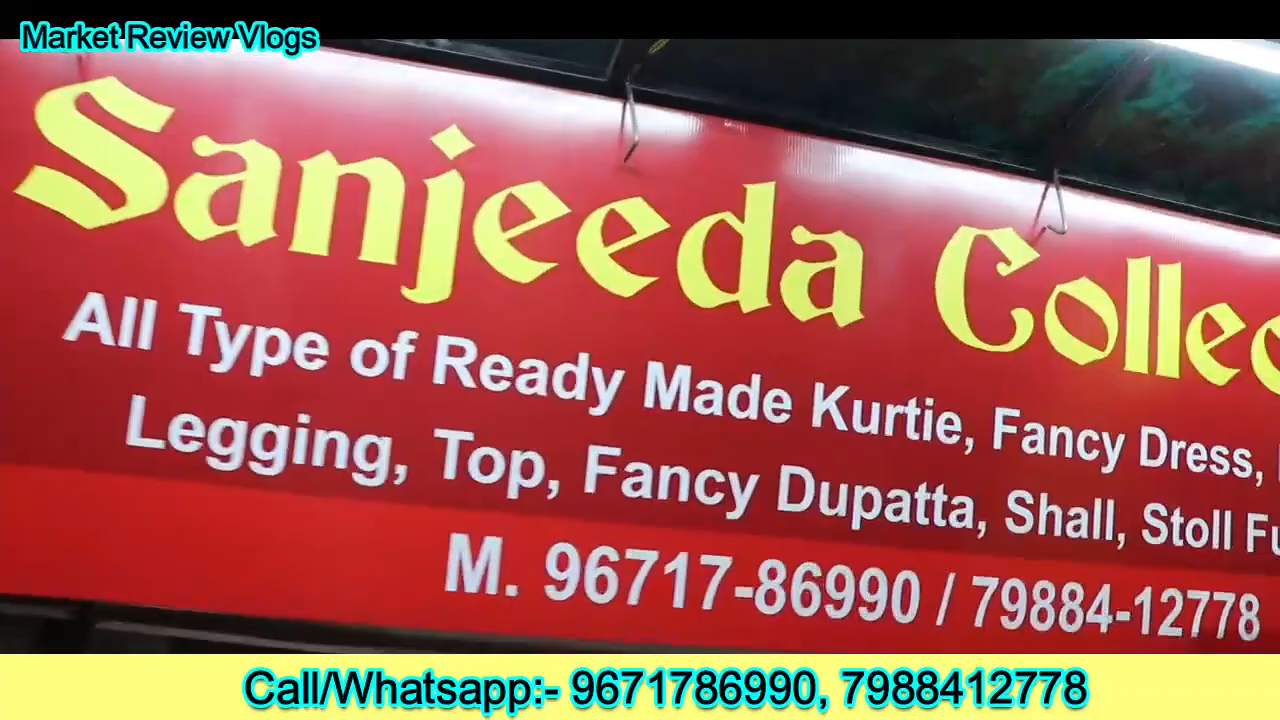 Market Review Vlogs
Sanjeeda Collec
All Type of Ready Made Kurtie, Fancy Dress,
Legging, Top, Fancy Dupatta, Shall, Stoll Fu
M. 96717-86990 / 79884-12778
Call/Whatsapp:- 9671786990, 7988412778